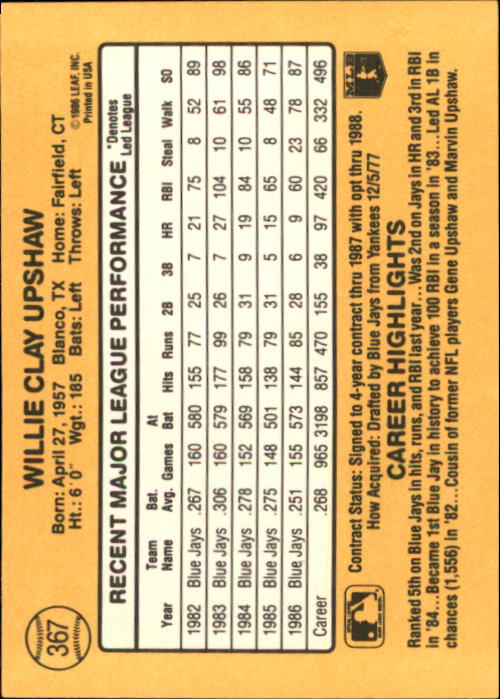 367
WILLIE CLAY UPSHAW
Born: April 27, 1957 Blanco, TX Home: Fairfield, CT
Ht.: 6' 0" Wgt.: 185 Bats: Left Throws: Left
©1986 LEAF, INC.
Printed in USA
RECENT MAJOR LEAGUE PERFORMANCE
*Denotes
Led League
Team Bat. At
Year Name Avg. Games Bat Hits Runs 2B 3B HR RBI Steal Walk SO
1982 Blue Jays .267 160 580 155 77 25 7 21 75 8 52 89
1983 Blue Jays .306 160 579 177 99 26 7 27 104 10 61 98
1984 Blue Jays .278 152 569 158 79 31 9 19 84 10 55 86
1985 Blue Jays .275 148 501 138 79 31 5 15 65 8 48 71
1986 Blue Jays .251 155 573 144 85 28 6 9 60 23 78 87
Career .268 965 3198 857 470 155 38 97 420 66 332 496
Contract Status: Signed to 4-year contract thru 1987 with opt thru 1988.
How Acquired: Drafted by Blue Jays from Yankees 12/5/77
MLB
CAREER HIGHLIGHTS
Ranked 5th on Blue Jays in hits, runs, and RBI last year... Was 2nd on Jays in HR and 3rd in RBI
in '84...Became 1st Blue Jay in history to achieve 100 RBI in a season in '83...Led AL 1B in
chances (1,556) in '82... Cousin of former NFL players Gene Upshaw and Marvin Upshaw.